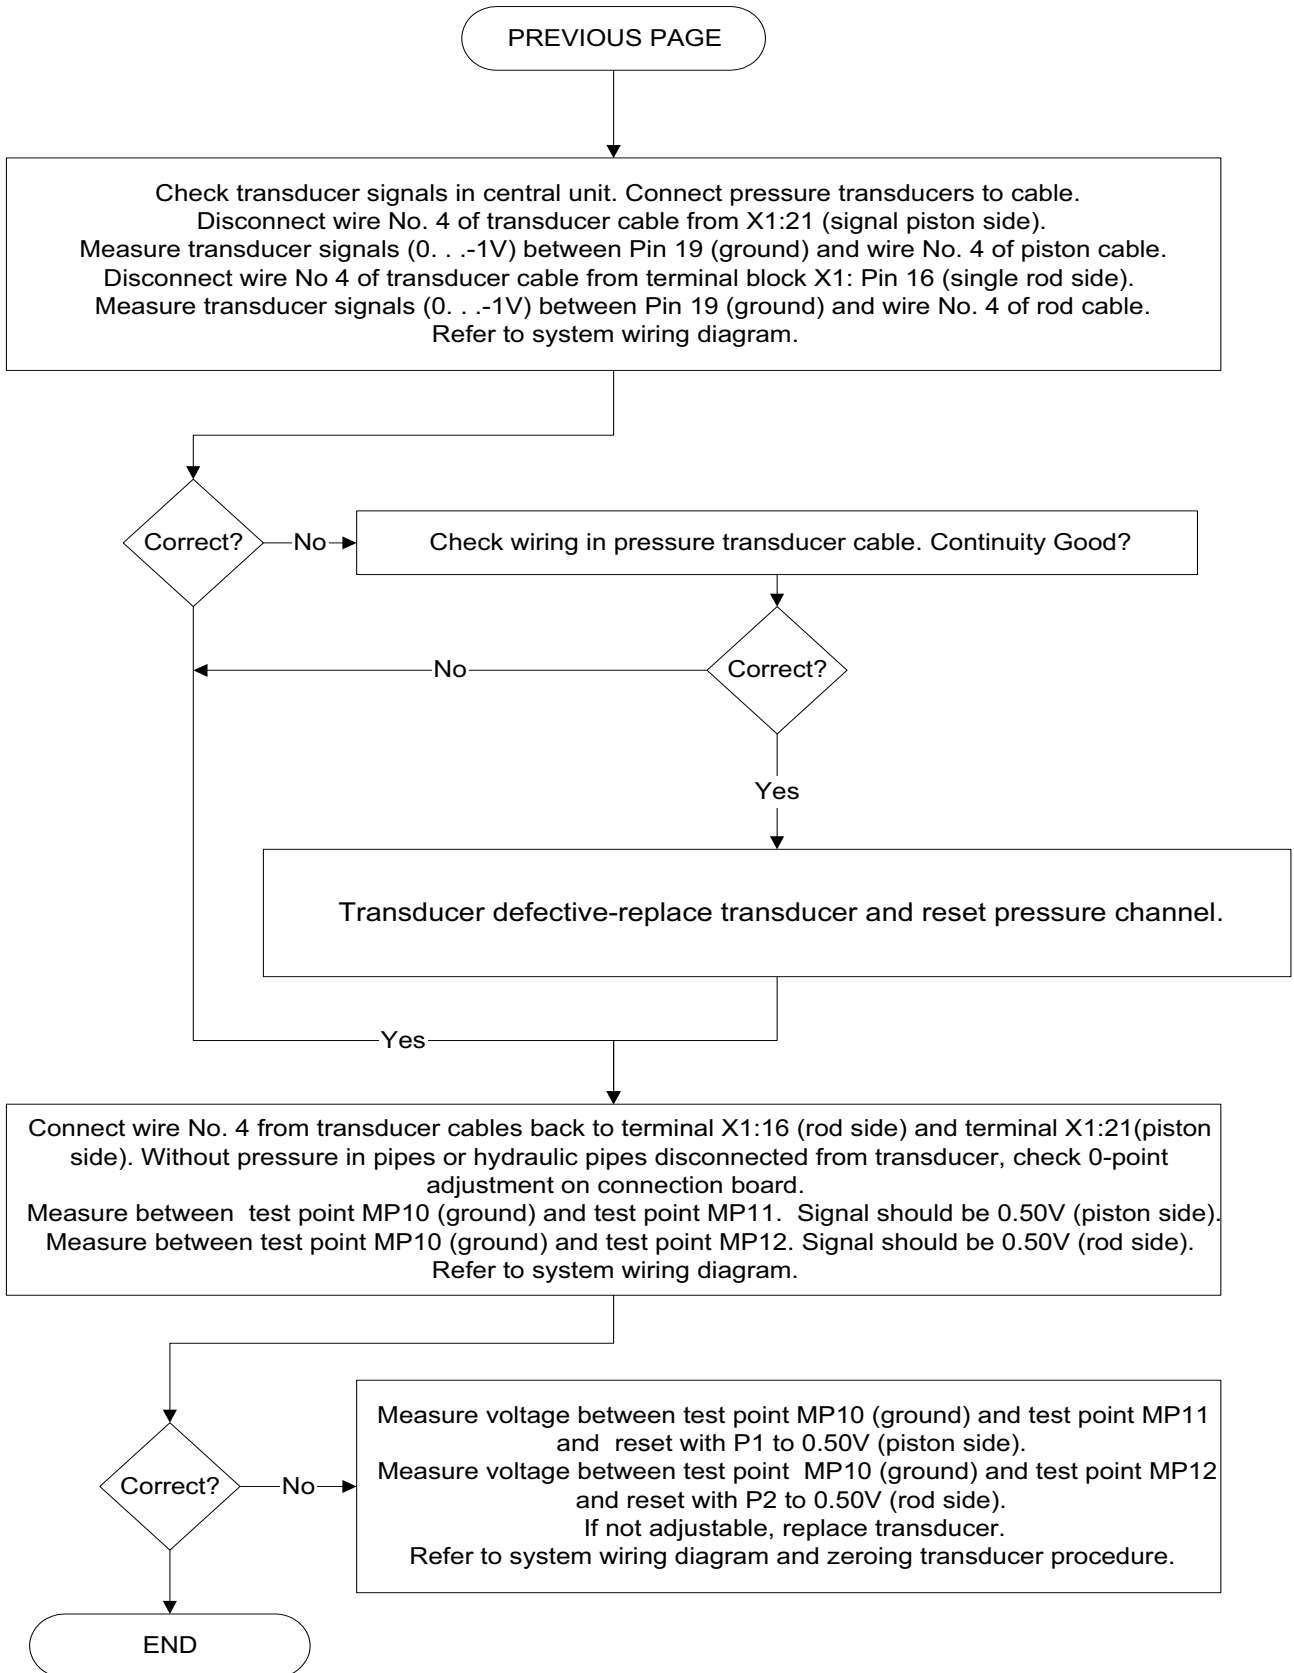 PREVIOUS PAGE
Check transducer signals in central unit. Connect pressure transducers to cable.
Disconnect wire No. 4 of transducer cable from X1:21 (signal piston side).
Measure transducer signals (0. . .-1V) between Pin 19 (ground) and wire No. 4 of piston cable.
Disconnect wire No 4 of transducer cable from terminal block X1: Pin 16 (single rod side).
Measure transducer signals (0. . .-1V) between Pin 19 (ground) and wire No. 4 of rod cable.
Refer to system wiring diagram.
Correct?
No
Check wiring in pressure transducer cable. Continuity Good?
Correct?
No
Yes
Transducer defective-replace transducer and reset pressure channel.
Yes
Connect wire No. 4 from transducer cables back to terminal X1:16 (rod side) and terminal X1:21(piston
side). Without pressure in pipes or hydraulic pipes disconnected from transducer, check 0-point
adjustment on connection board.
Measure between test point MP10 (ground) and test point MP11. Signal should be 0.50V (piston side).
Measure between test point MP10 (ground) and test point MP12. Signal should be 0.50V (rod side).
Refer to system wiring diagram.
Correct?
No
Measure voltage between test point MP10 (ground) and test point MP11
and reset with P1 to 0.50V (piston side).
Measure voltage between test point MP10 (ground) and test point MP12
and reset with P2 to 0.50V (rod side).
If not adjustable, replace transducer.
Refer to system wiring diagram and zeroing transducer procedure.
END